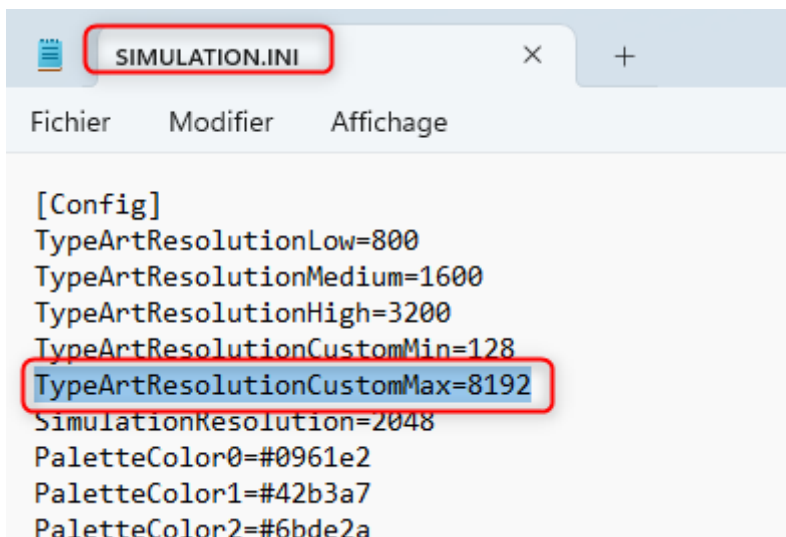 SIMULATION.INI
Fichier Modifier Affichage
[Config]
TypeArtResolutionLow=800
TypeArtResolutionMedium=1600
TypeArtResolutionHigh=3200
TypeArtResolutionCustomMin=128
TypeArtResolutionCustomMax=8192
SimulationResolution=2048
PaletteColor0=#0961e2
PaletteColor1=#42b3a7
PaletteColor2=#6bde2a